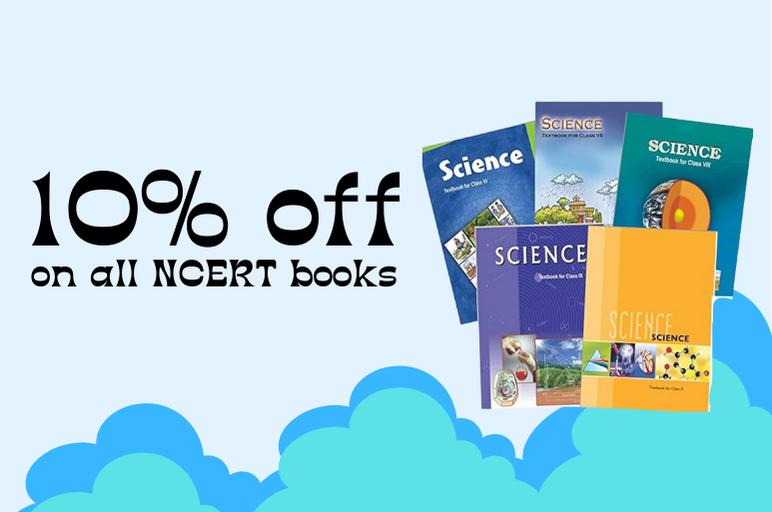 10% off
on all NCERT books
Science
Textbook for Class VI
SCIENCE
TEXTBOOK FOR CLASS VII
SCIENCE
Textbook for Class VIII
SCIENCE
Textbook for Class IX
SCIENCE
SCIENCE
Textbook for Class X